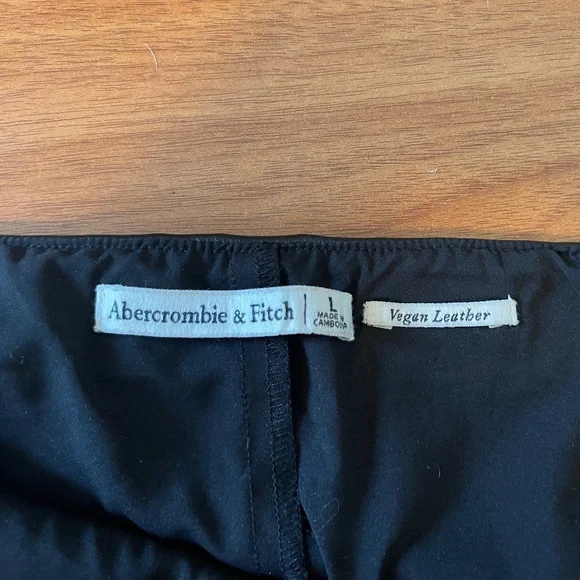 Abercrombie & Fitch
L
MADE IN
CAMBODIA
Vegan Leather